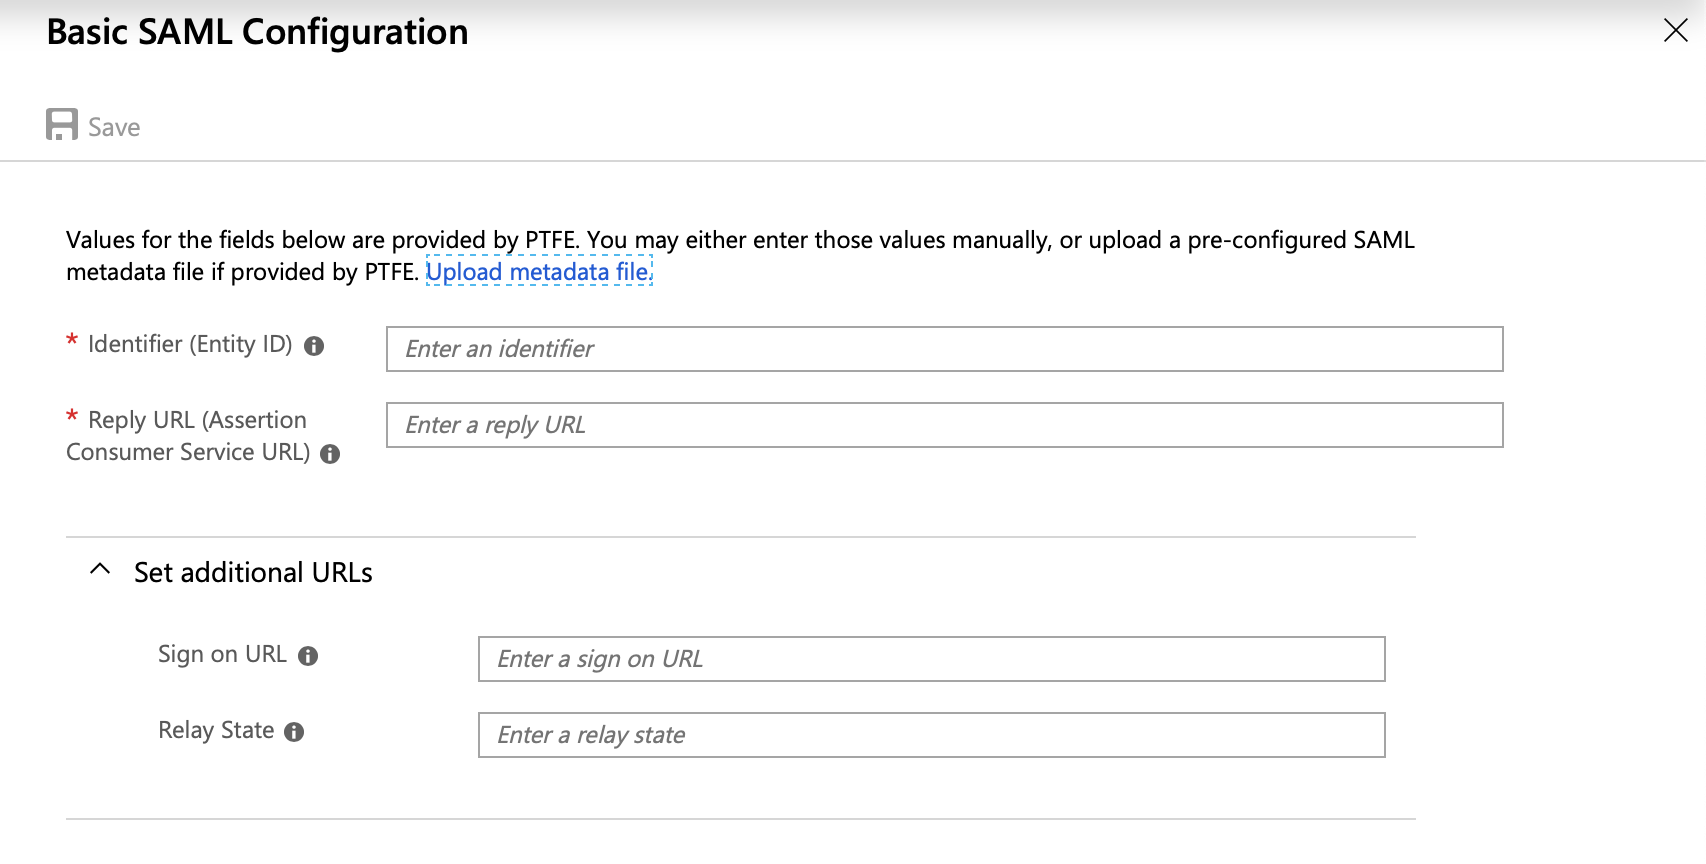 Basic SAML Configuration
Save
Values for the fields below are provided by PTFE. You may either enter those values manually, or upload a pre-configured SAML
metadata file if provided by PTFE. Upload metadata file.
* Identifier (Entity ID)
Enter an identifier
* Reply URL (Assertion
Consumer Service URL)
Enter a reply URL
Set additional URLs
Sign on URL
Enter a sign on URL
Relay State
Enter a relay state